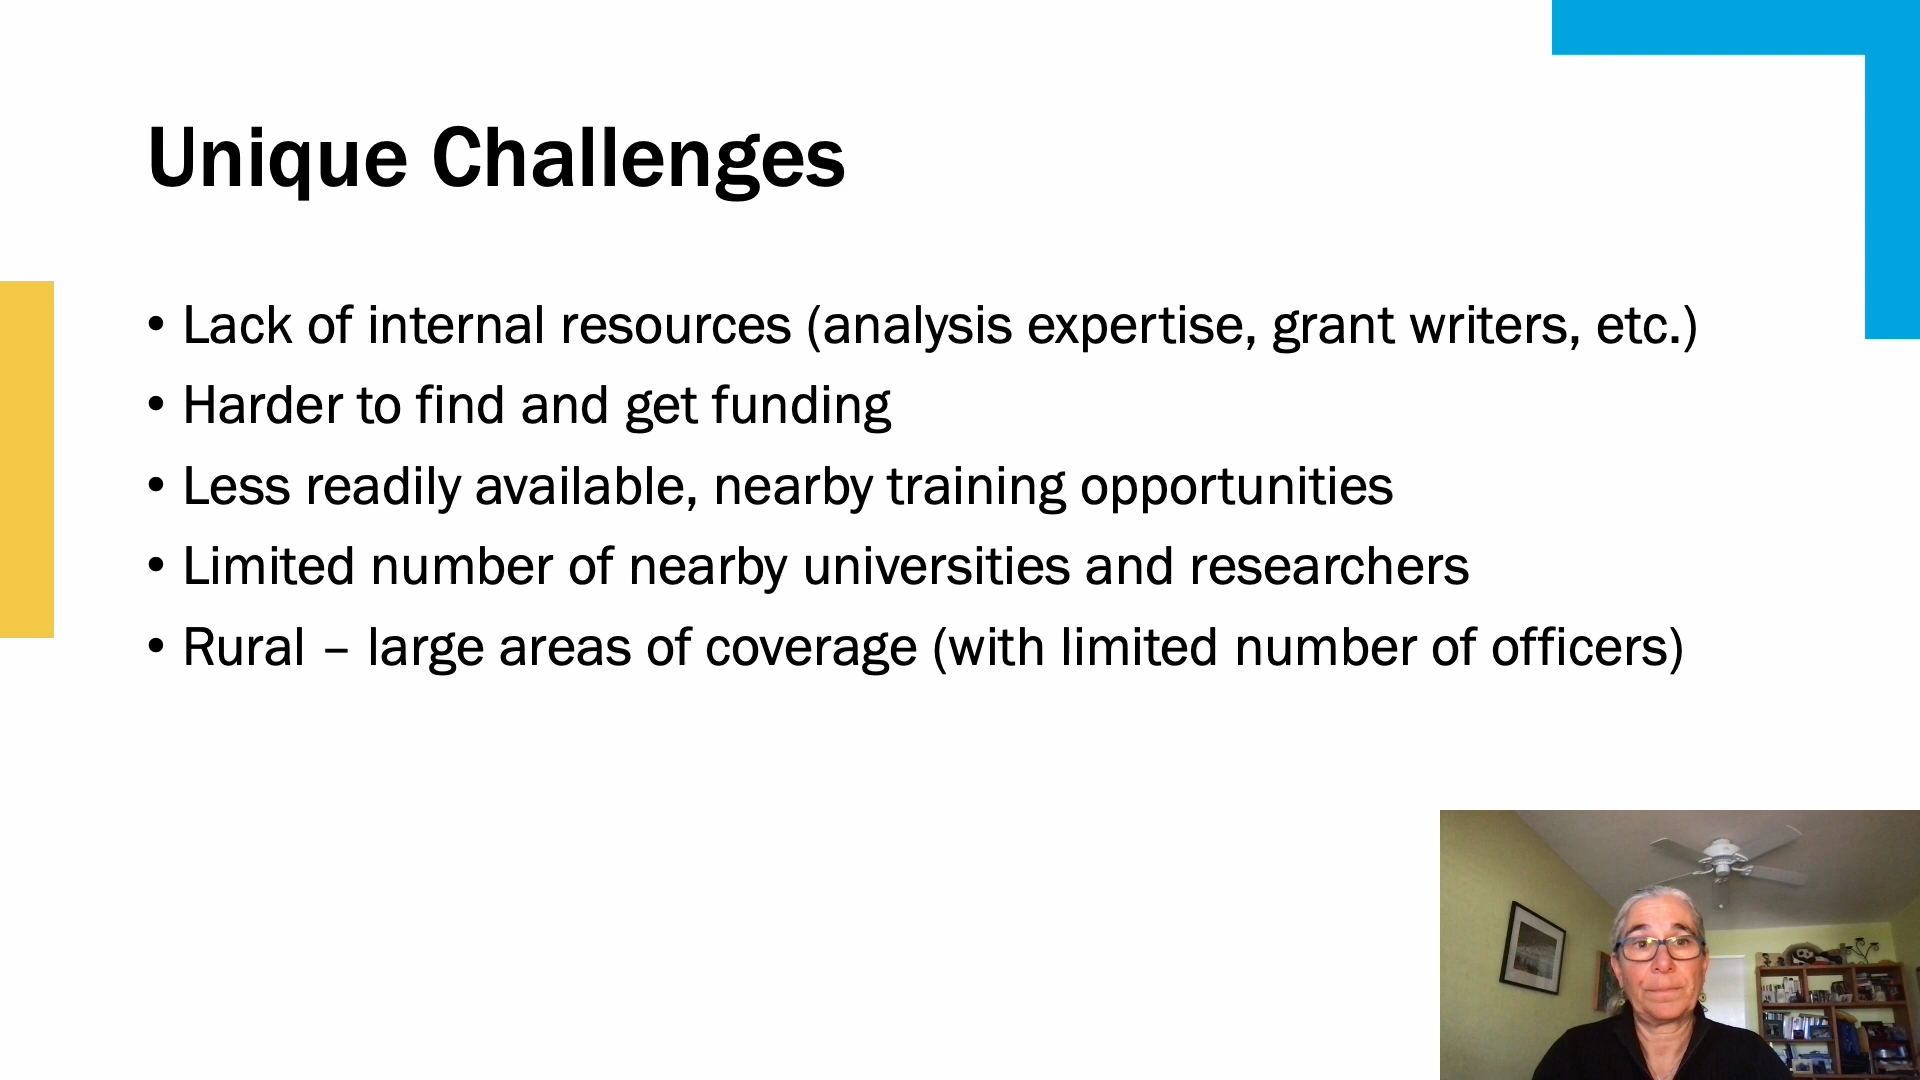 Unique Challenges
• Lack of internal resources (analysis expertise, grant writers, etc.)
• Harder to find and get funding
• Less readily available, nearby training opportunities
• Limited number of nearby universities and researchers
• Rural – large areas of coverage (with limited number of officers)